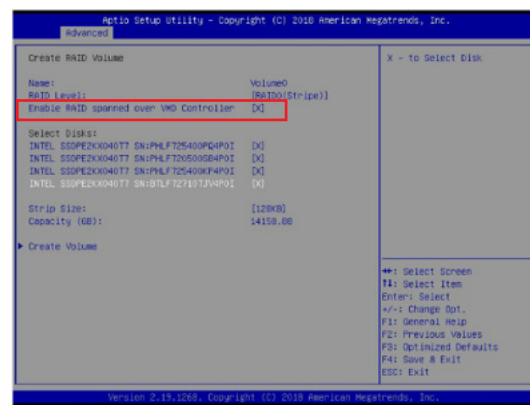 Aptio Setup Utility - Copyright (C) 2018 American Megatrends, Inc.
Advanced
Create RAID Volume
Name: Volume0
RAID Level: [RAID0(Stripe)]
Enable RAID spanned over VMD Controller [X]
Select Disks:
INTEL SSDPE2KX040T7 SN:PHLF725400PQ4P0I [X]
INTEL SSDPE2KX040T7 SN:PHLF720500SB4P0I [X]
INTEL SSDPE2KX040T7 SN:PHLF725400KP4P0I [X]
INTEL SSDPE2KX040T7 SN:BTLF72710TJV4P0I [X]
Strip Size: [128KB]
Capacity (GB): 14158.08
Create Volume
X - to Select Disk
: Select Screen
: Select Item
Enter: Select
+/-: Change Opt.
F1: General Help
F2: Previous Values
F3: Optimized Defaults
F4: Save & Exit
ESC: Exit
Version 2.19.1268. Copyright (C) 2018 American Megatrends, Inc.